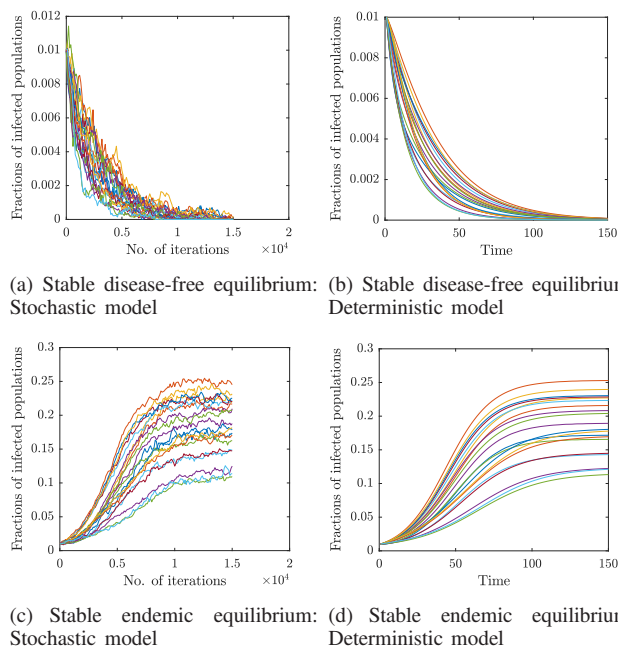 0.012
0.01
0.008
0.006
0.004
0.002
0
0 0.5 1 1.5 2
No. of iterations ×10⁴
Fractions of infected populations
0.01
0.008
0.006
0.004
0.002
0
0 50 100 150
Time
Fractions of infected populations
(a) Stable disease-free equilibrium:
Stochastic model
(b) Stable disease-free equilibrium
Deterministic model
0.3
0.25
0.2
0.15
0.1
0.05
0
0 0.5 1 1.5 2
No. of iterations ×10⁴
Fractions of infected populations
0.3
0.25
0.2
0.15
0.1
0.05
0
0 50 100 150
Time
Fractions of infected populations
(c) Stable endemic equilibrium:
Stochastic model
(d) Stable endemic equilibrium
Deterministic model